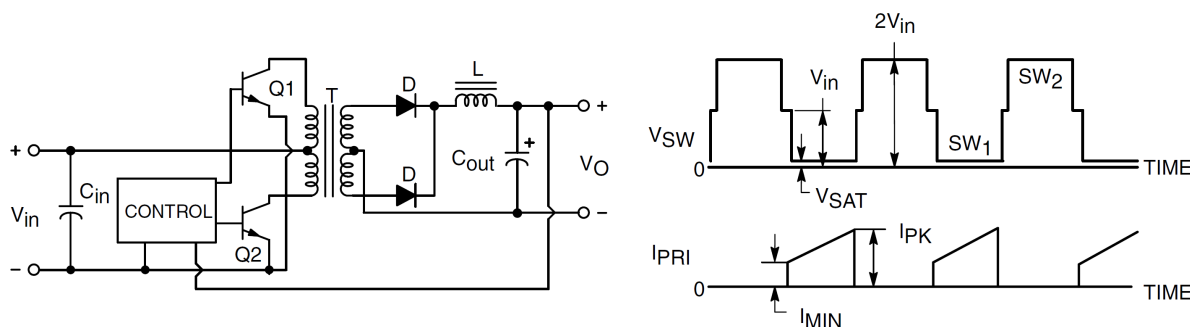 Q1
T
D
L
+
+
+
Cin
Vin
CONTROL
Q2
–
D
Cout
VO
–
2Vin
Vin
SW2
VSW
0
SW1
TIME
VSAT
IPRI
IPK
0
TIME
IMIN